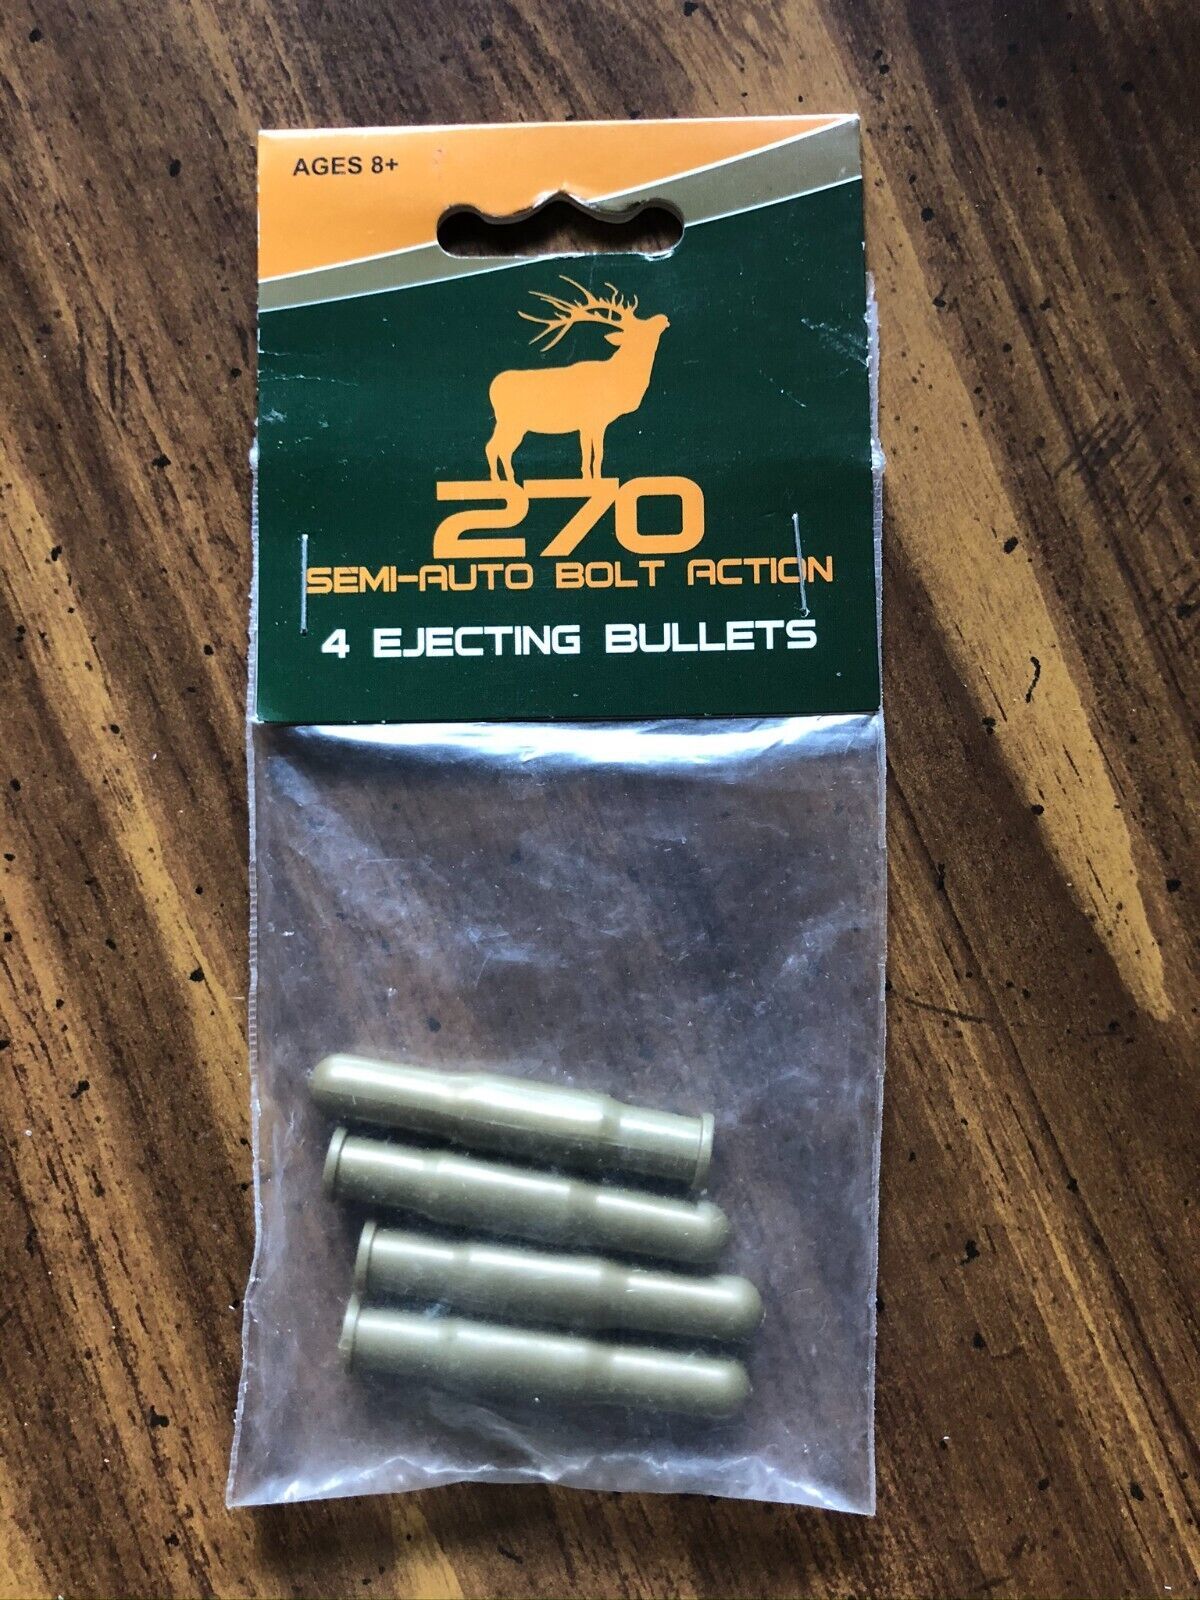 AGES 8+
270
SEMI-AUTO BOLT ACTION
4 EJECTING BULLETS